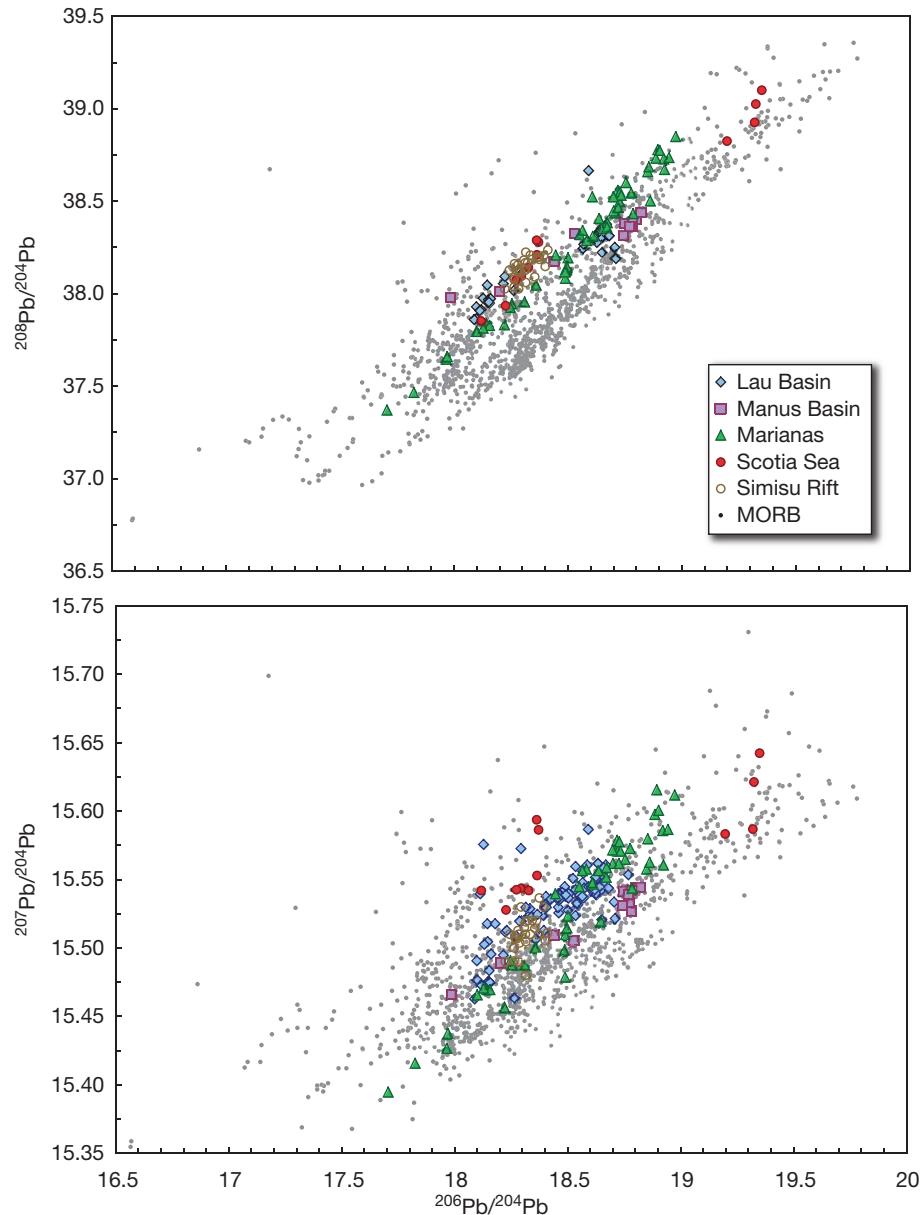 39.5
39.0
38.5
38.0
37.5
37.0
36.5
²⁰⁸Pb/²⁰⁴Pb
Lau Basin
Manus Basin
Marianas
Scotia Sea
Simisu Rift
MORB
15.75
15.70
15.65
15.60
15.55
15.50
15.45
15.40
15.35
²⁰⁷Pb/²⁰⁴Pb
16.5 17 17.5 18 18.5 19 19.5 20
²⁰⁶Pb/²⁰⁴Pb